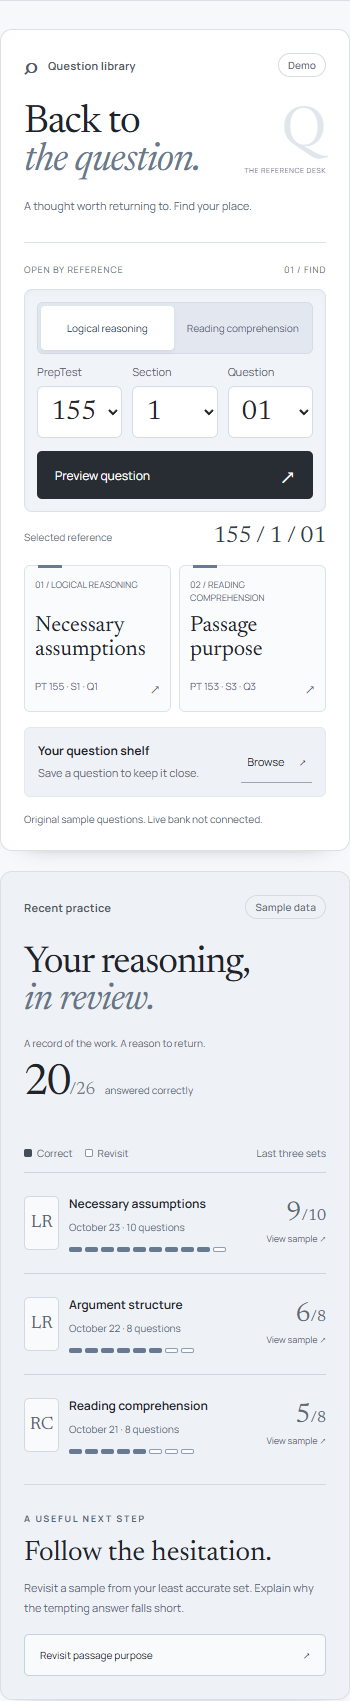 Question library
Demo
Back to
the question.
Q
THE REFERENCE DESK
A thought worth returning to. Find your place.
OPEN BY REFERENCE
01 / FIND
Logical reasoning
Reading comprehension
PrepTest
Section
Question
155
1
01
Preview question ↗
Selected reference
155 / 1 / 01
01 / LOGICAL REASONING
Necessary
assumptions
PT 155 · S1 · Q1 ↗
02 / READING
COMPREHENSION
Passage
purpose
PT 153 · S3 · Q3 ↗
Your question shelf
Save a question to keep it close.
Browse ↗
Original sample questions. Live bank not connected.
Recent practice
Sample data
Your reasoning,
in review.
A record of the work. A reason to return.
20/26 answered correctly
Correct
Revisit
Last three sets
LR
Necessary assumptions
October 23 · 10 questions
9/10
View sample ↗
LR
Argument structure
October 22 · 8 questions
6/8
View sample ↗
RC
Reading comprehension
October 21 · 8 questions
5/8
View sample ↗
A USEFUL NEXT STEP
Follow the hesitation.
Revisit a sample from your least accurate set. Explain why
the tempting answer falls short.
Revisit passage purpose ↗